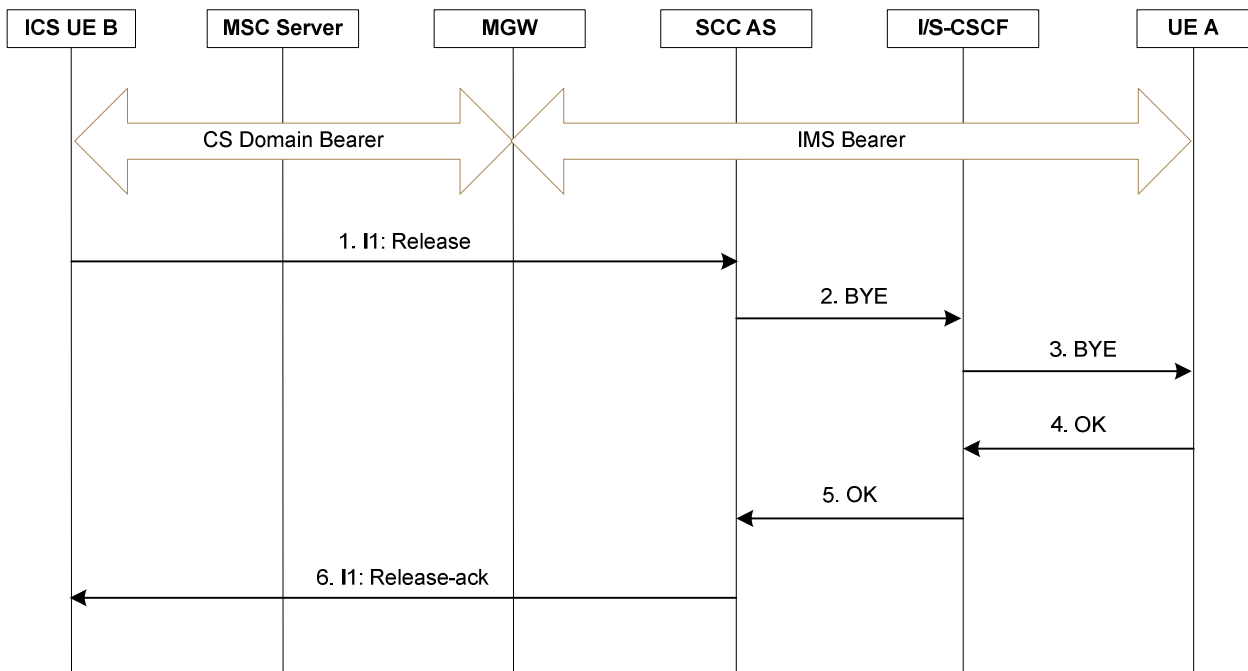 ICS UE B
MSC Server
MGW
SCC AS
I/S-CSCF
UE A
CS Domain Bearer
IMS Bearer
1. I1: Release
2. BYE
3. BYE
4. OK
5. OK
6. I1: Release-ack